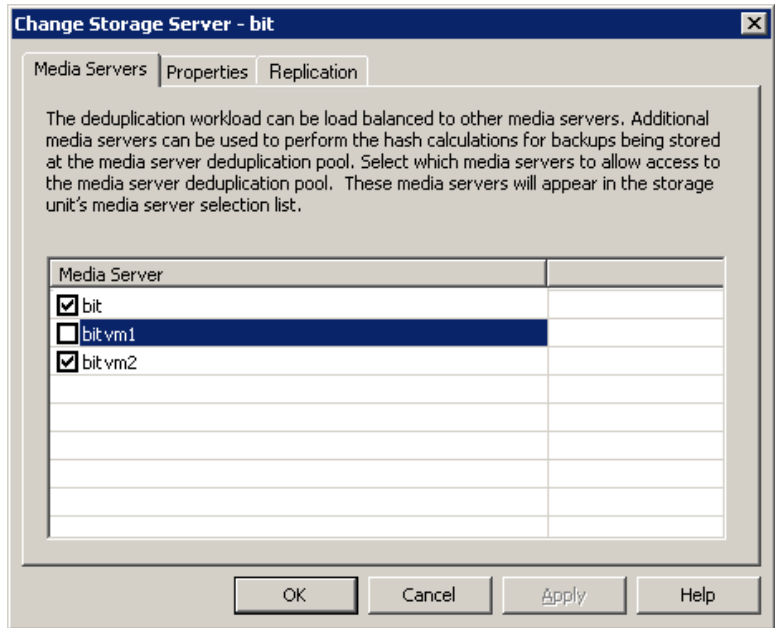 Change Storage Server - bit
Media Servers
Properties
Replication
The deduplication workload can be load balanced to other media servers. Additional
media servers can be used to perform the hash calculations for backups being stored
at the media server deduplication pool. Select which media servers to allow access to
the media server deduplication pool.  These media servers will appear in the storage
unit's media server selection list.
Media Server
bit
bitvm1
bitvm2
OK
Cancel
Apply
Help